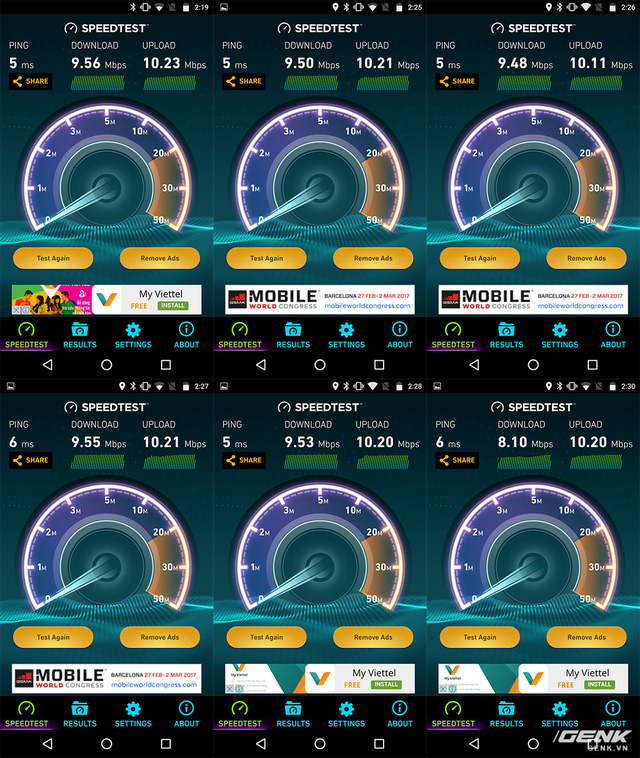 2:19
SPEEDTEST
PING DOWNLOAD UPLOAD
5 ms 9.56 Mbps 10.23 Mbps
SHARE
5M
3M 10M
2M 20M
1M 30M
0 50M
Test Again Remove Ads
My Viettel
FREE INSTALL
SPEEDTEST RESULTS SETTINGS ABOUT
2:25
SPEEDTEST
PING DOWNLOAD UPLOAD
5 ms 9.50 Mbps 10.21 Mbps
SHARE
5M
3M 10M
2M 20M
1M 30M
0 50M
Test Again Remove Ads
GSMA MOBILE WORLD CONGRESS
BARCELONA 27 FEB-2 MAR 2017
mobileworldcongress.com
SPEEDTEST RESULTS SETTINGS ABOUT
2:26
SPEEDTEST
PING DOWNLOAD UPLOAD
5 ms 9.48 Mbps 10.11 Mbps
SHARE
5M
3M 10M
2M 20M
1M 30M
0 50M
Test Again Remove Ads
GSMA MOBILE WORLD CONGRESS
BARCELONA 27 FEB-2 MAR 2017
mobileworldcongress.com
SPEEDTEST RESULTS SETTINGS ABOUT
2:27
SPEEDTEST
PING DOWNLOAD UPLOAD
6 ms 9.55 Mbps 10.21 Mbps
SHARE
5M
3M 10M
2M 20M
1M 30M
0 50M
Test Again Remove Ads
GSMA MOBILE WORLD CONGRESS
BARCELONA 27 FEB-2 MAR 2017
mobileworldcongress.com
SPEEDTEST RESULTS SETTINGS ABOUT
2:28
SPEEDTEST
PING DOWNLOAD UPLOAD
5 ms 9.53 Mbps 10.20 Mbps
SHARE
5M
3M 10M
2M 20M
1M 30M
0 50M
Test Again Remove Ads
My Viettel
FREE INSTALL
SPEEDTEST RESULTS SETTINGS ABOUT
2:30
SPEEDTEST
PING DOWNLOAD UPLOAD
6 ms 8.10 Mbps 10.20 Mbps
SHARE
5M
3M 10M
2M 20M
1M 30M
0 50M
Test Again Remove Ads
My Viettel
FREE INSTALL
SPEEDTEST RESULTS SETTINGS ABOUT
GENK
GENK.VN